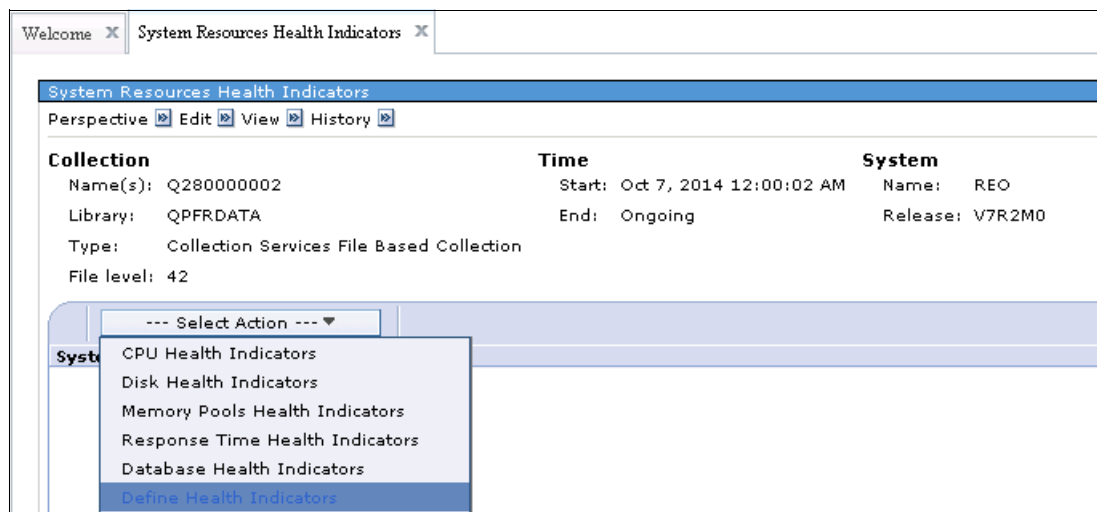 Welcome X System Resources Health Indicators X
System Resources Health Indicators
Perspective Edit View History
Collection Time System
Name(s): Q280000002 Start: Oct 7, 2014 12:00:02 AM Name: REO
Library: QPFRDATA End: Ongoing Release: V7R2M0
Type: Collection Services File Based Collection
File level: 42
--- Select Action ---
Syste
CPU Health Indicators
Disk Health Indicators
Memory Pools Health Indicators
Response Time Health Indicators
Database Health Indicators
Define Health Indicators